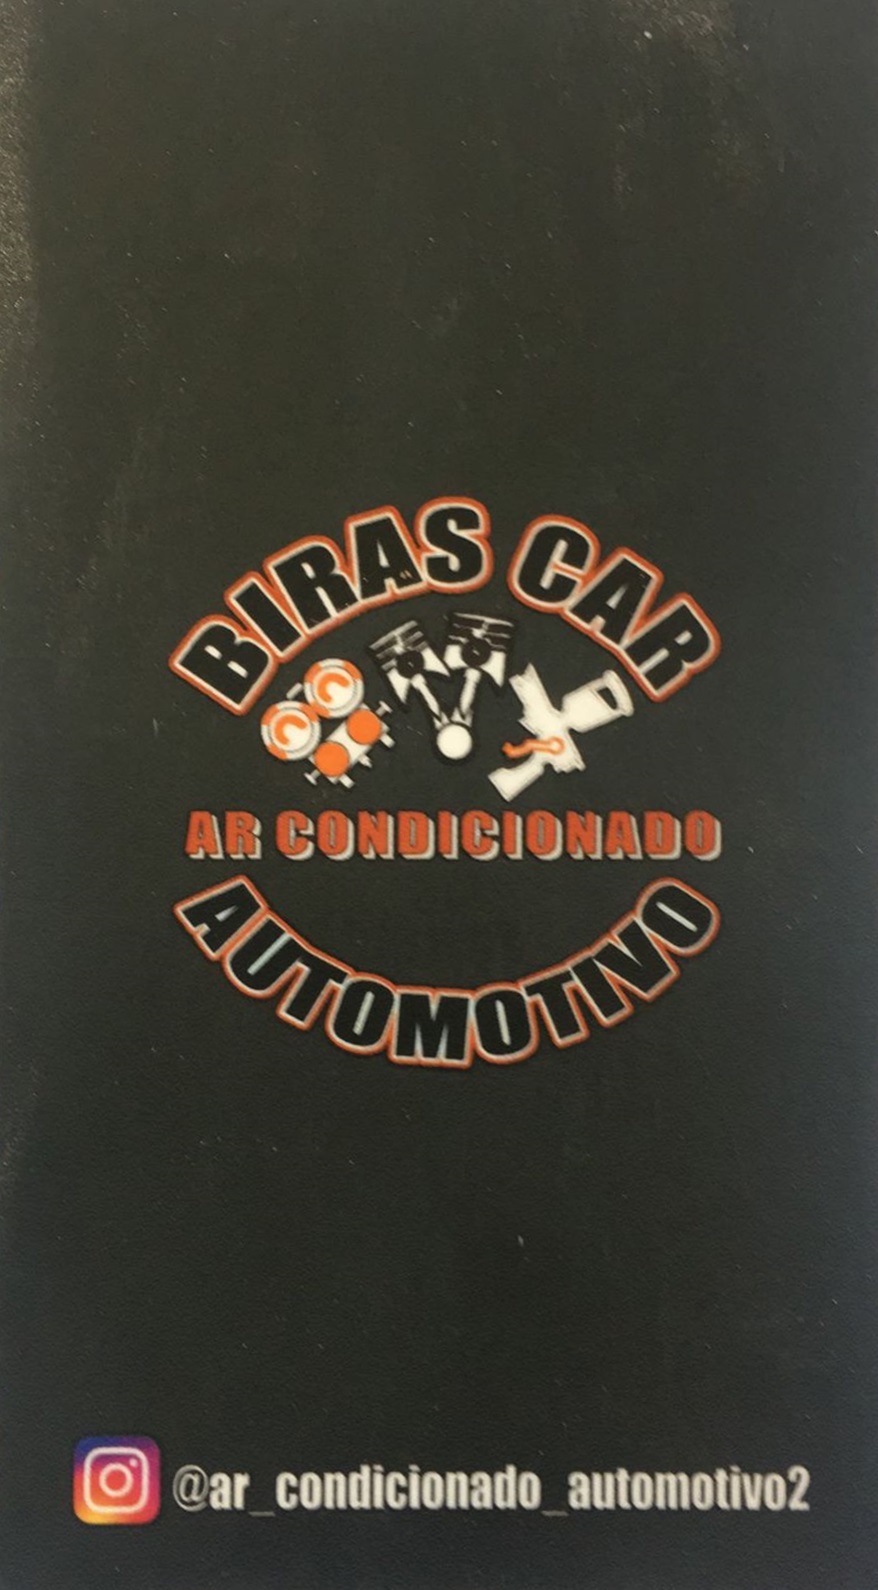 BIRAS CAR
AR CONDICIONADO
AUTOMOTIVO
@ar_condicionado_automotivo2